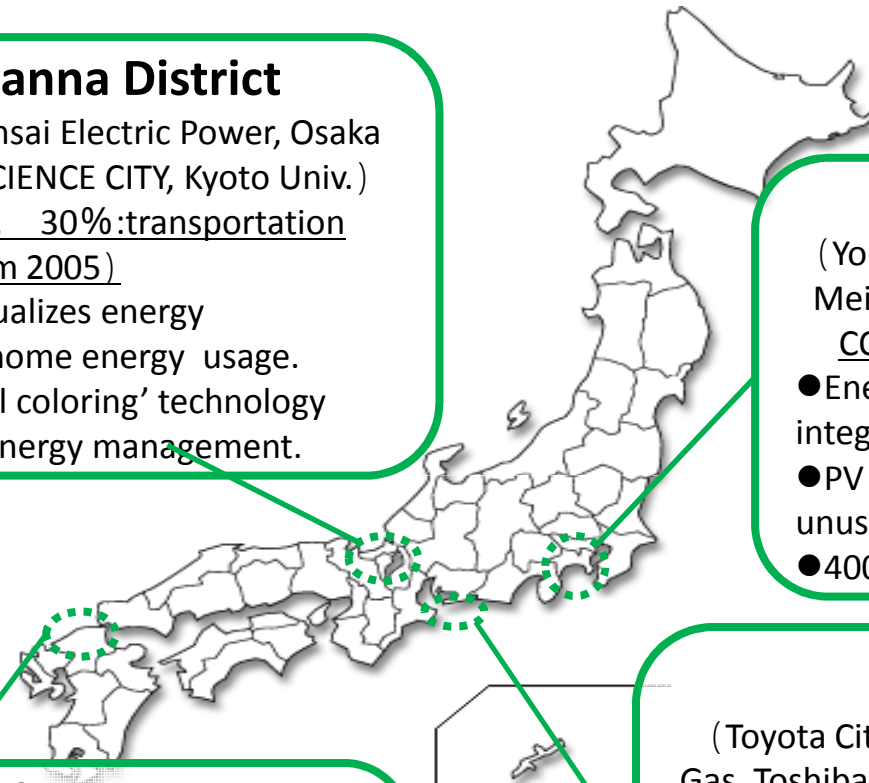 anna District
nsai Electric Power, Osaka
CIENCE CITY, Kyoto Univ.）
30%:transportation
m 2005）
ualizes energy
home energy usage.
l coloring' technology
nergy management.
（Yo
Mei
CO
●Ene
integ
●PV
unus
●400
（Toyota Cit
Gas, Toshiba